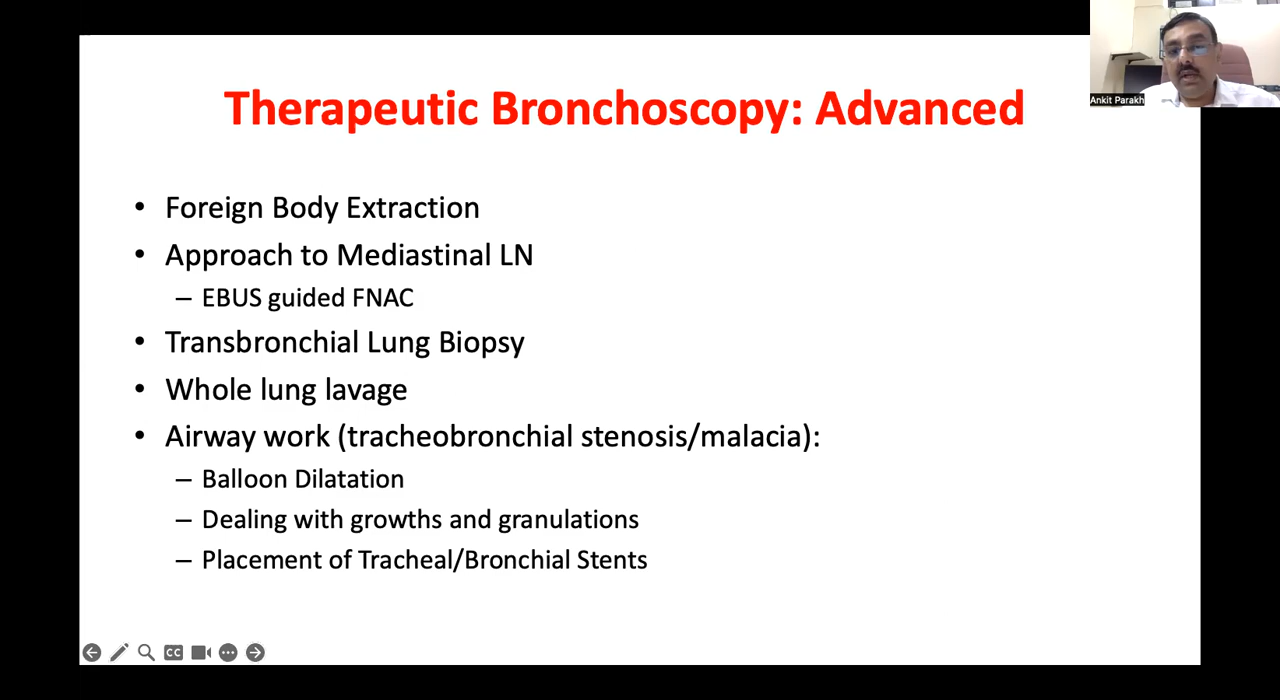 Therapeutic Bronchoscopy: Advanced
Ankit Parakh
• Foreign Body Extraction
• Approach to Mediastinal LN
– EBUS guided FNAC
• Transbronchial Lung Biopsy
• Whole lung lavage
• Airway work (tracheobronchial stenosis/malacia):
– Balloon Dilatation
– Dealing with growths and granulations
– Placement of Tracheal/Bronchial Stents
CC